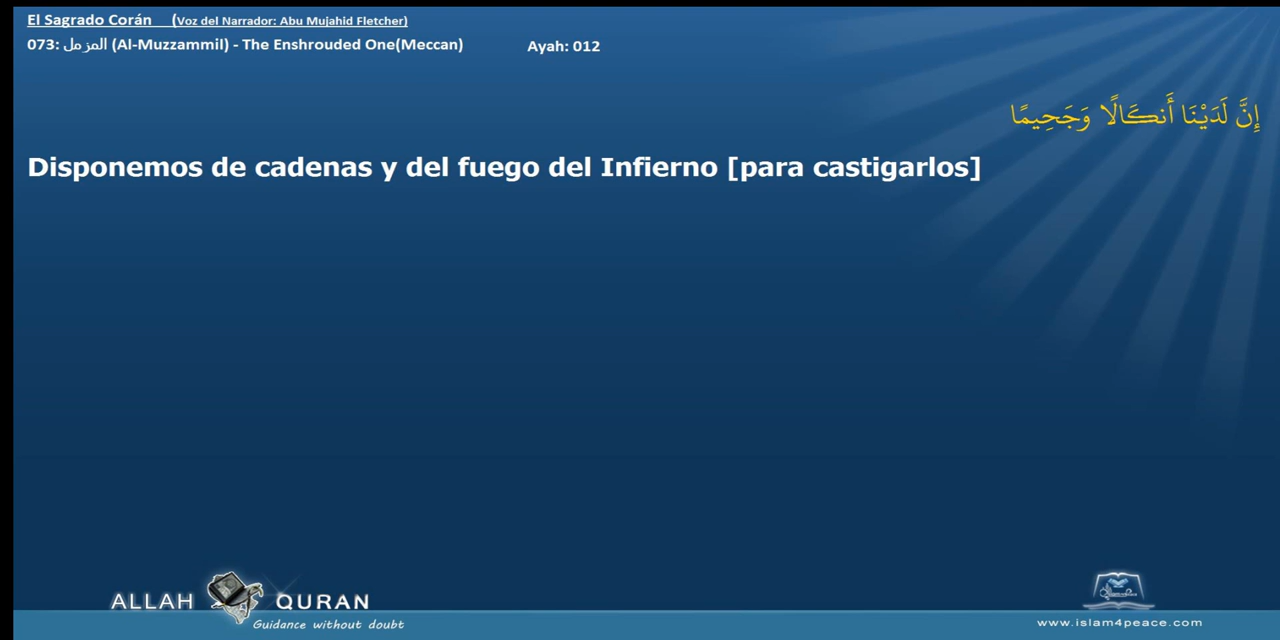 El Sagrado Corán (Voz del Narrador: Abu Mujahid Fletcher)
073: المزمل (Al-Muzzammil) - The Enshrouded One(Meccan) Ayah: 012
إِنَّ لَدَيْنَا أَنكَالًا وَجَحِيمًا
Disponemos de cadenas y del fuego del Infierno [para castigarlos]
ALLAH QURAN
Guidance without doubt
www.islam4peace.com